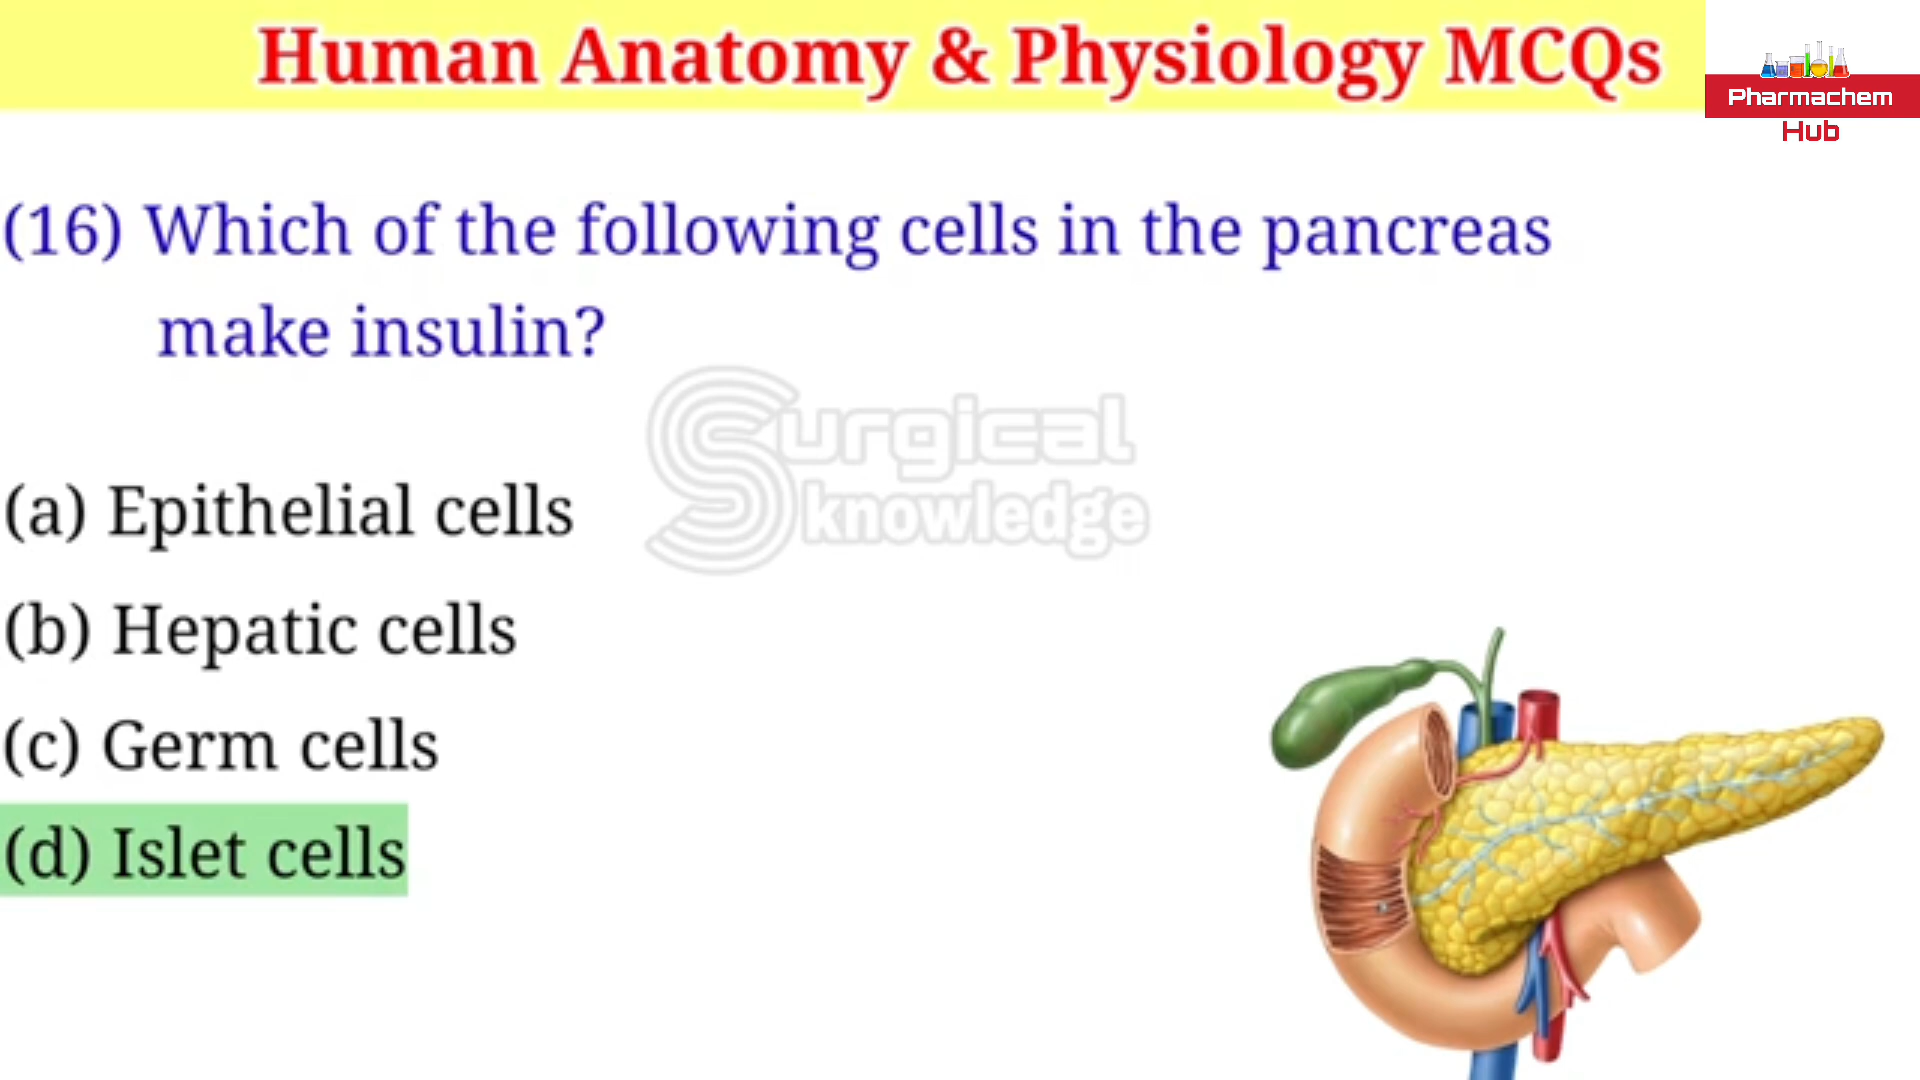 Human Anatomy & Physiology MCQs
Pharmachem
Hub
(16) Which of the following cells in the pancreas
make insulin?
Surgical
knowledge
(a) Epithelial cells
(b) Hepatic cells
(c) Germ cells
(d) Islet cells